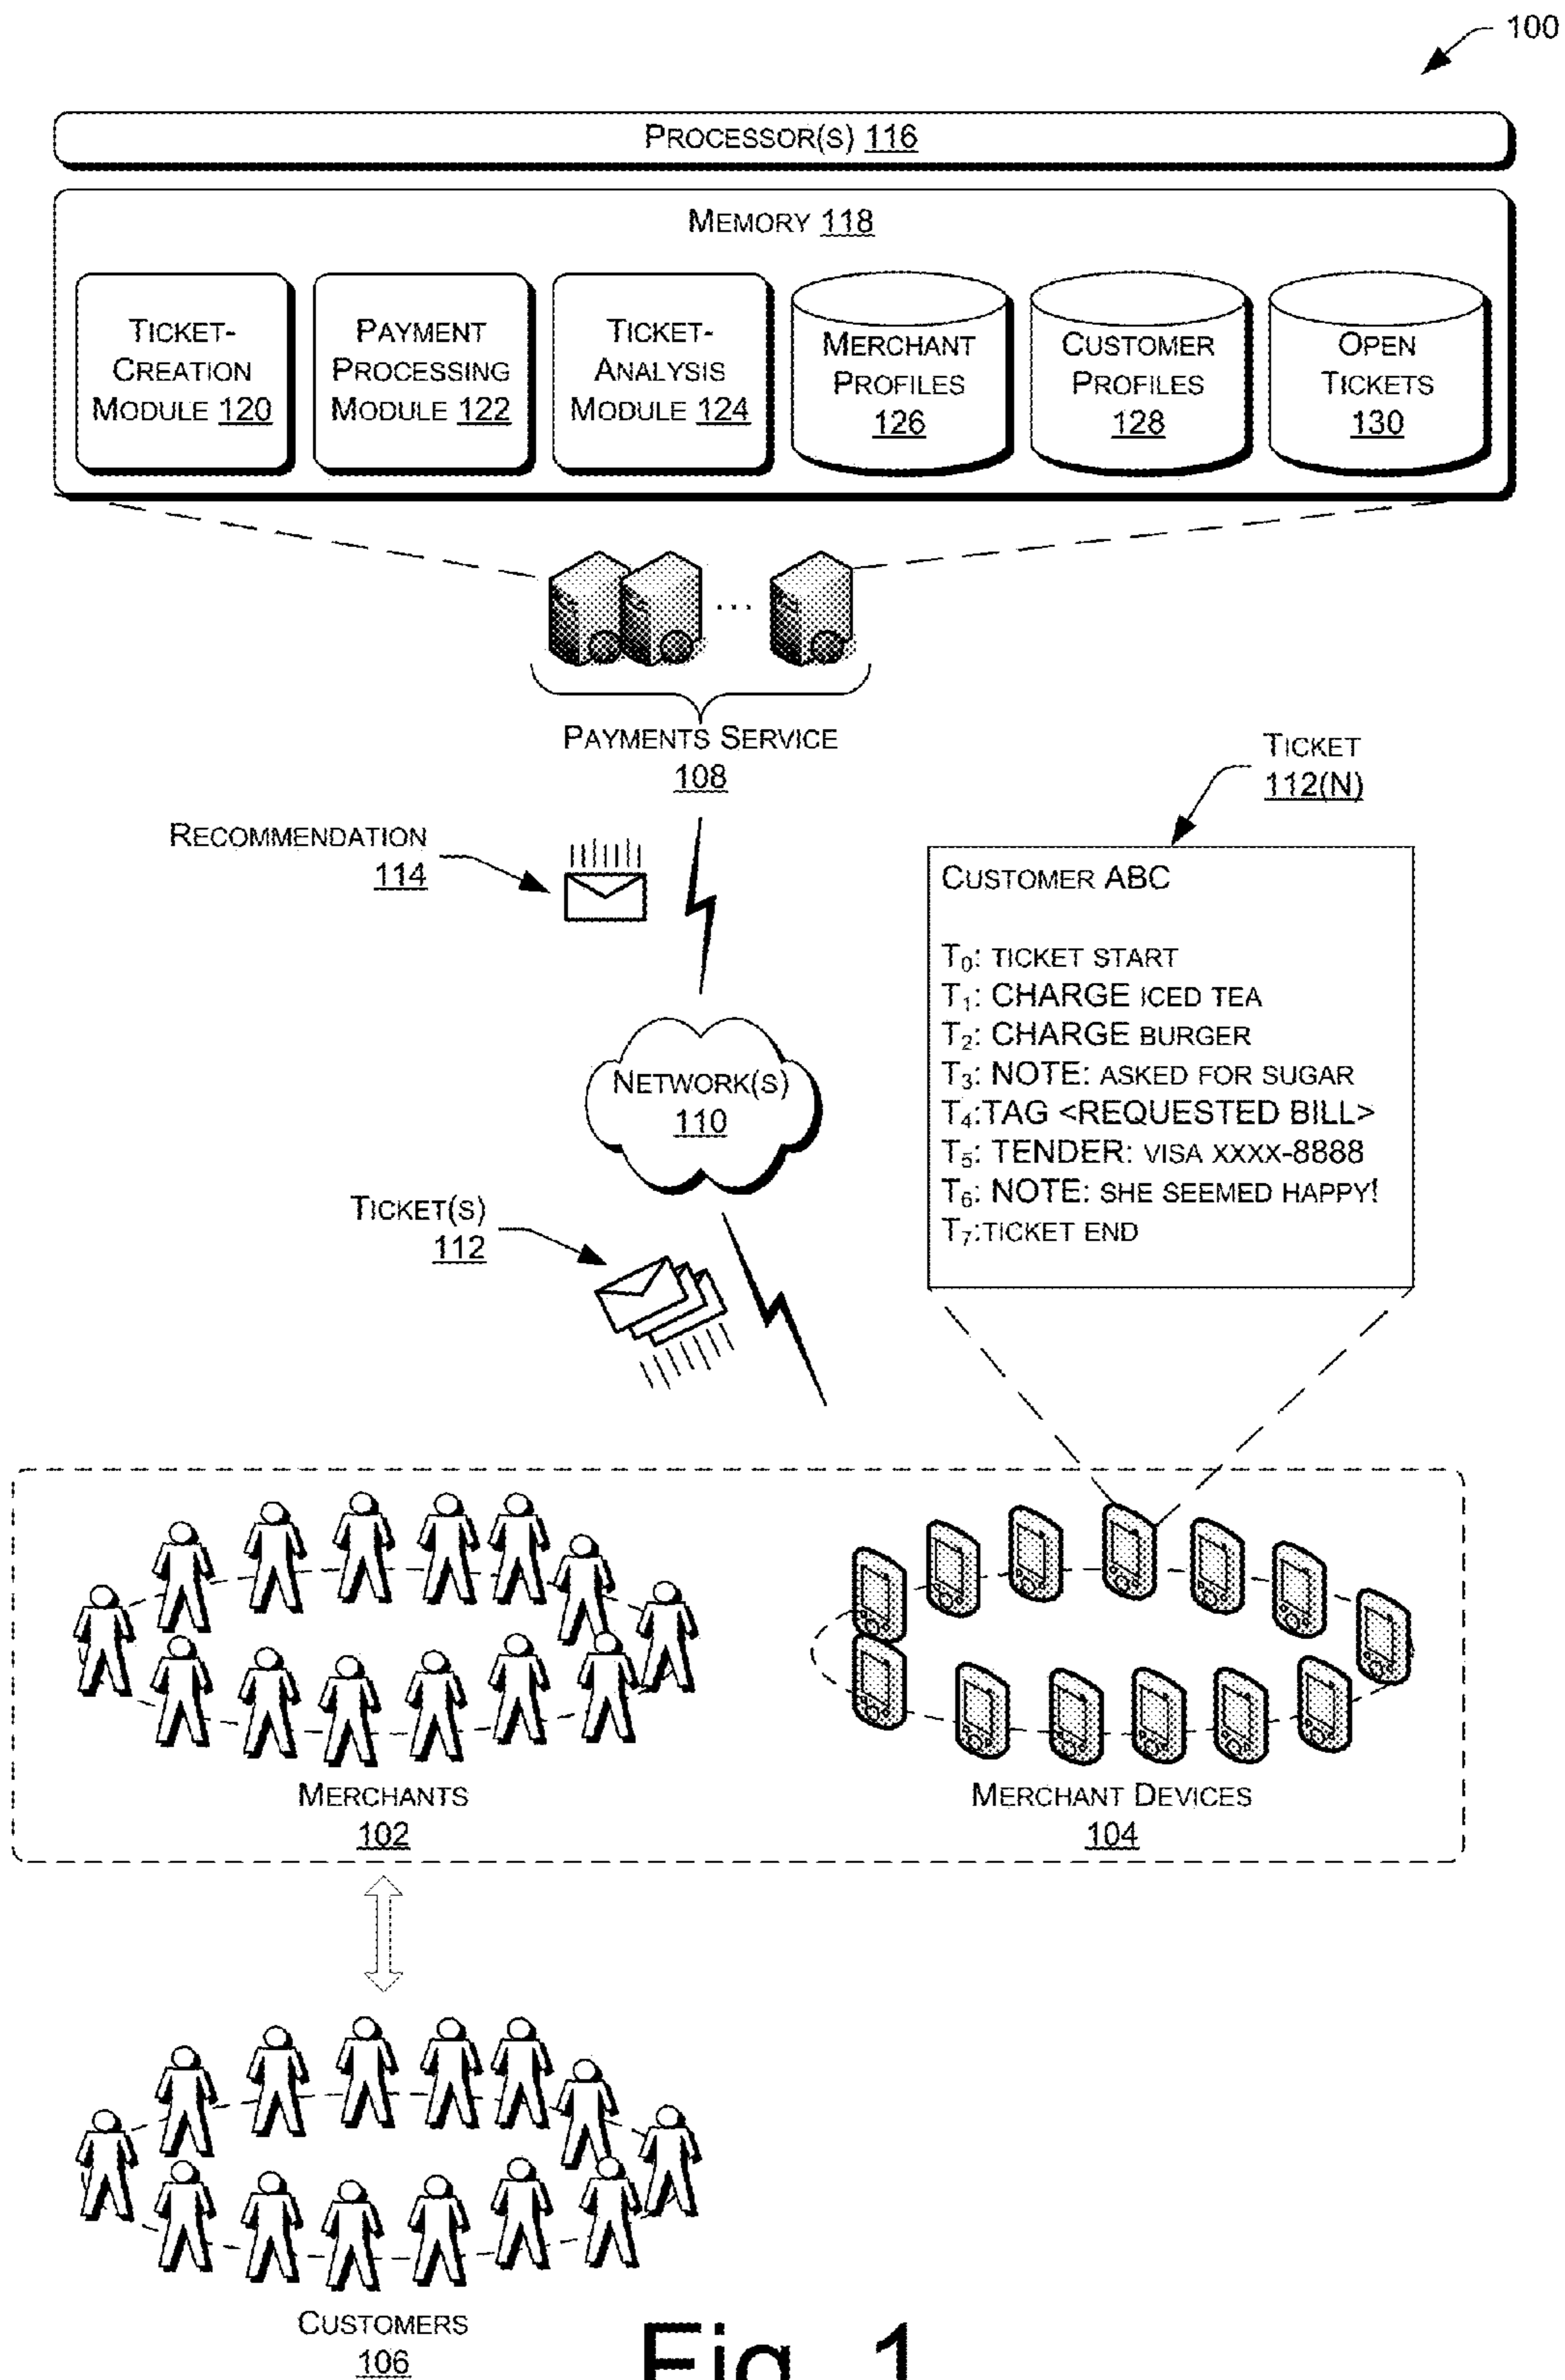 100
PROCESSOR(S) 116
MEMORY 118
TICKET-
CREATION
MODULE 120
PAYMENT
PROCESSING
MODULE 122
TICKET-
ANALYSIS
MODULE 124
MERCHANT
PROFILES
126
CUSTOMER
PROFILES
128
OPEN
TICKETS
130
...
PAYMENTS SERVICE
108
TICKET
112(N)
RECOMMENDATION
114
CUSTOMER ABC
T0: TICKET START
T1: CHARGE ICED TEA
T2: CHARGE BURGER
T3: NOTE: ASKED FOR SUGAR
T4:TAG <REQUESTED BILL>
T5: TENDER: VISA XXXX-8888
T6: NOTE: SHE SEEMED HAPPY!
T7:TICKET END
NETWORK(S)
110
TICKET(S)
112
MERCHANTS
102
MERCHANT DEVICES
104
CUSTOMERS
106
Fig. 1